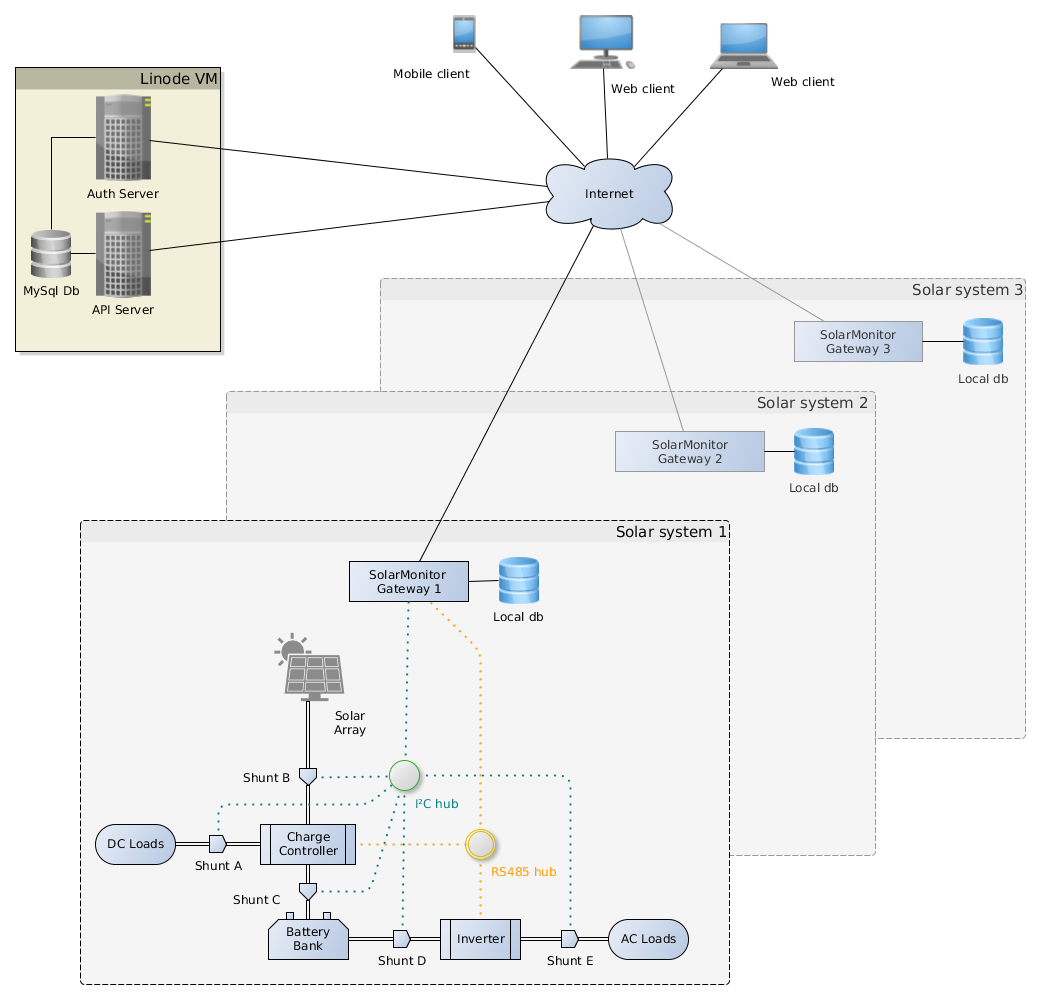 Mobile client
Web client
Web client
Linode VM
Auth Server
MySql Db
API Server
Internet
Solar system 3
SolarMonitor
Gateway 3
Local db
Solar system 2
SolarMonitor
Gateway 2
Local db
Solar system 1
SolarMonitor
Gateway 1
Local db
Solar
Array
Shunt B
I²C hub
DC Loads
Shunt A
Charge
Controller
RS485 hub
Shunt C
Battery
Bank
Shunt D
Inverter
Shunt E
AC Loads